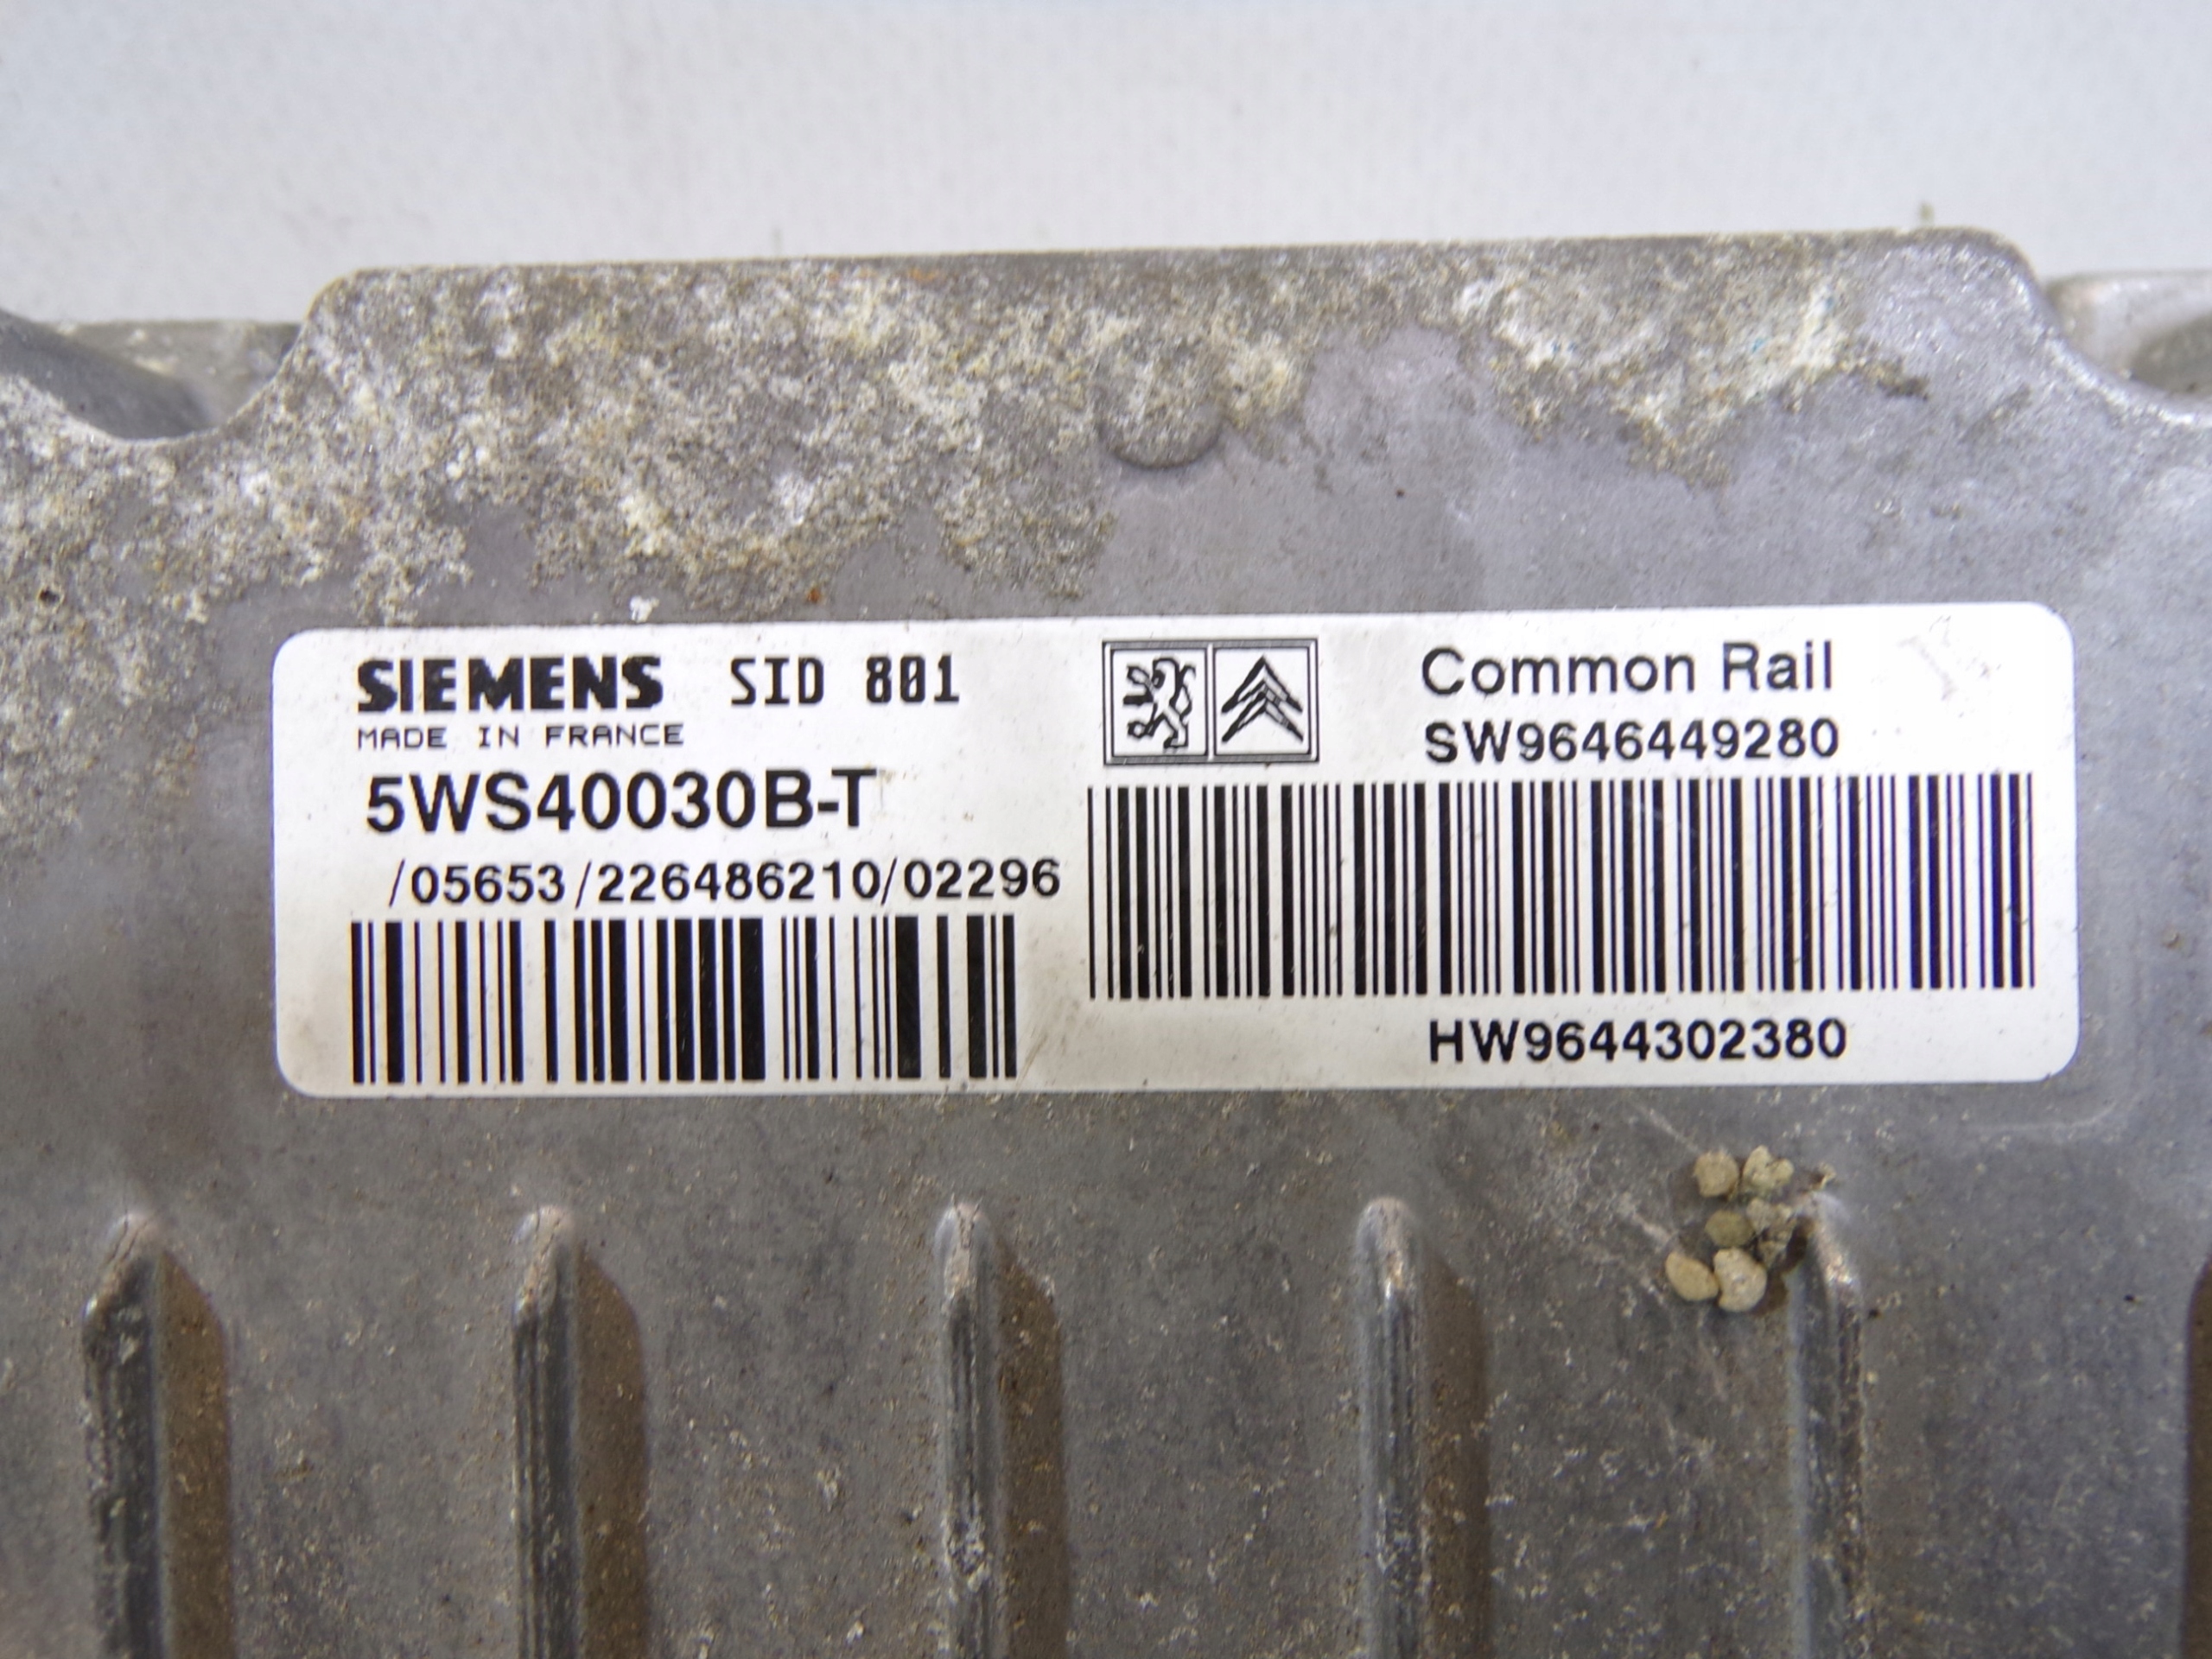 SIEMENS SID 801
MADE IN FRANCE
5WS40030B-T
/05653/226486210/02296
Common Rail
SW9646449280
HW9644302380